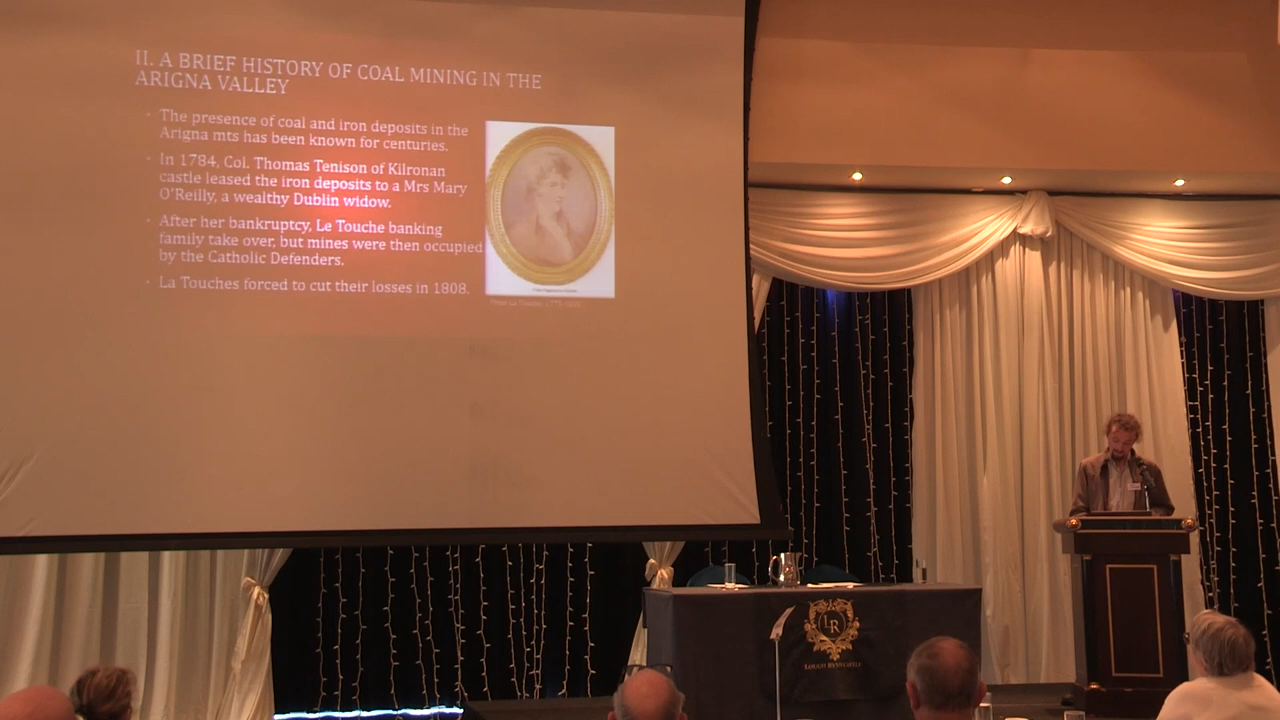 II. A BRIEF HISTORY OF COAL MINING IN THE
ARIGNA VALLEY
The presence of coal and iron deposits in the
Arigna mts has been known for centuries.
In 1784, Col. Thomas Tenison of Kilronan
castle leased the iron deposits to a Mrs Mary
O'Reilly, a wealthy Dublin widow.
After her bankruptcy, Le Touche banking
family take over, but mines were then occupied
by the Catholic Defenders.
La Touches forced to cut their losses in 1808.
LR
LOUGH RYNN